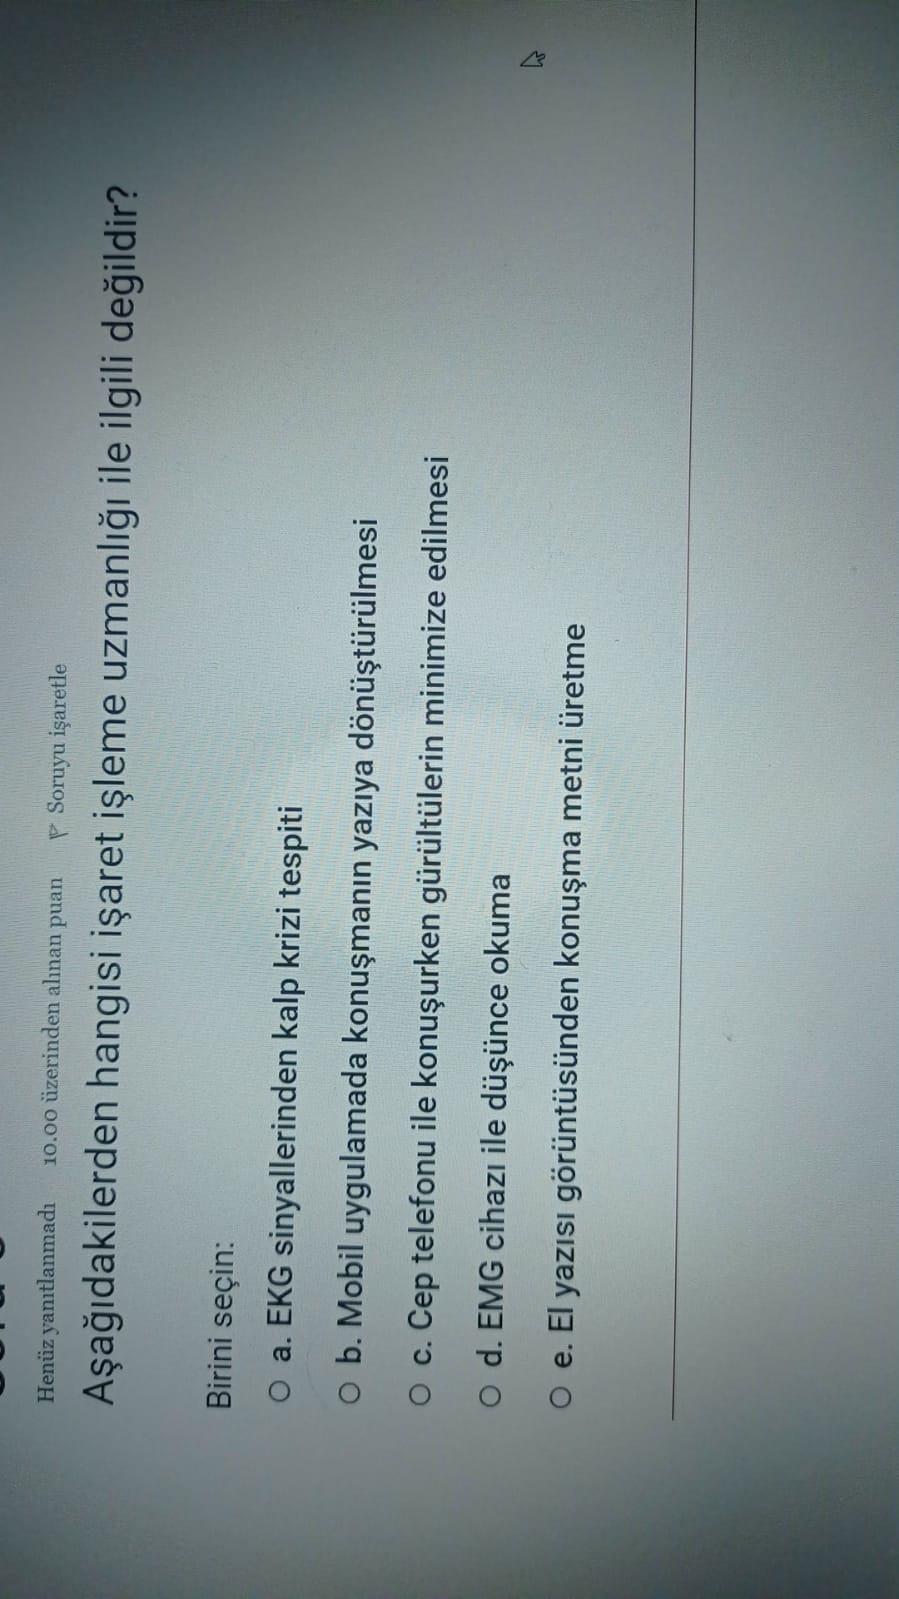 Henüz yanıtlanmadı 10.00 üzerinden alınan puan Soruyu işaretle
Aşağıdakilerden hangisi işaret işleme uzmanlığı ile ilgili değildir?
Birini seçin:
a. EKG sinyallerinden kalp krizi tespiti
b. Mobil uygulamada konuşmanın yazıya dönüştürülmesi
c. Cep telefonu ile konuşurken gürültülerin minimize edilmesi
d. EMG cihazı ile düşünce okuma
e. El yazısı görüntüsünden konuşma metni üretme